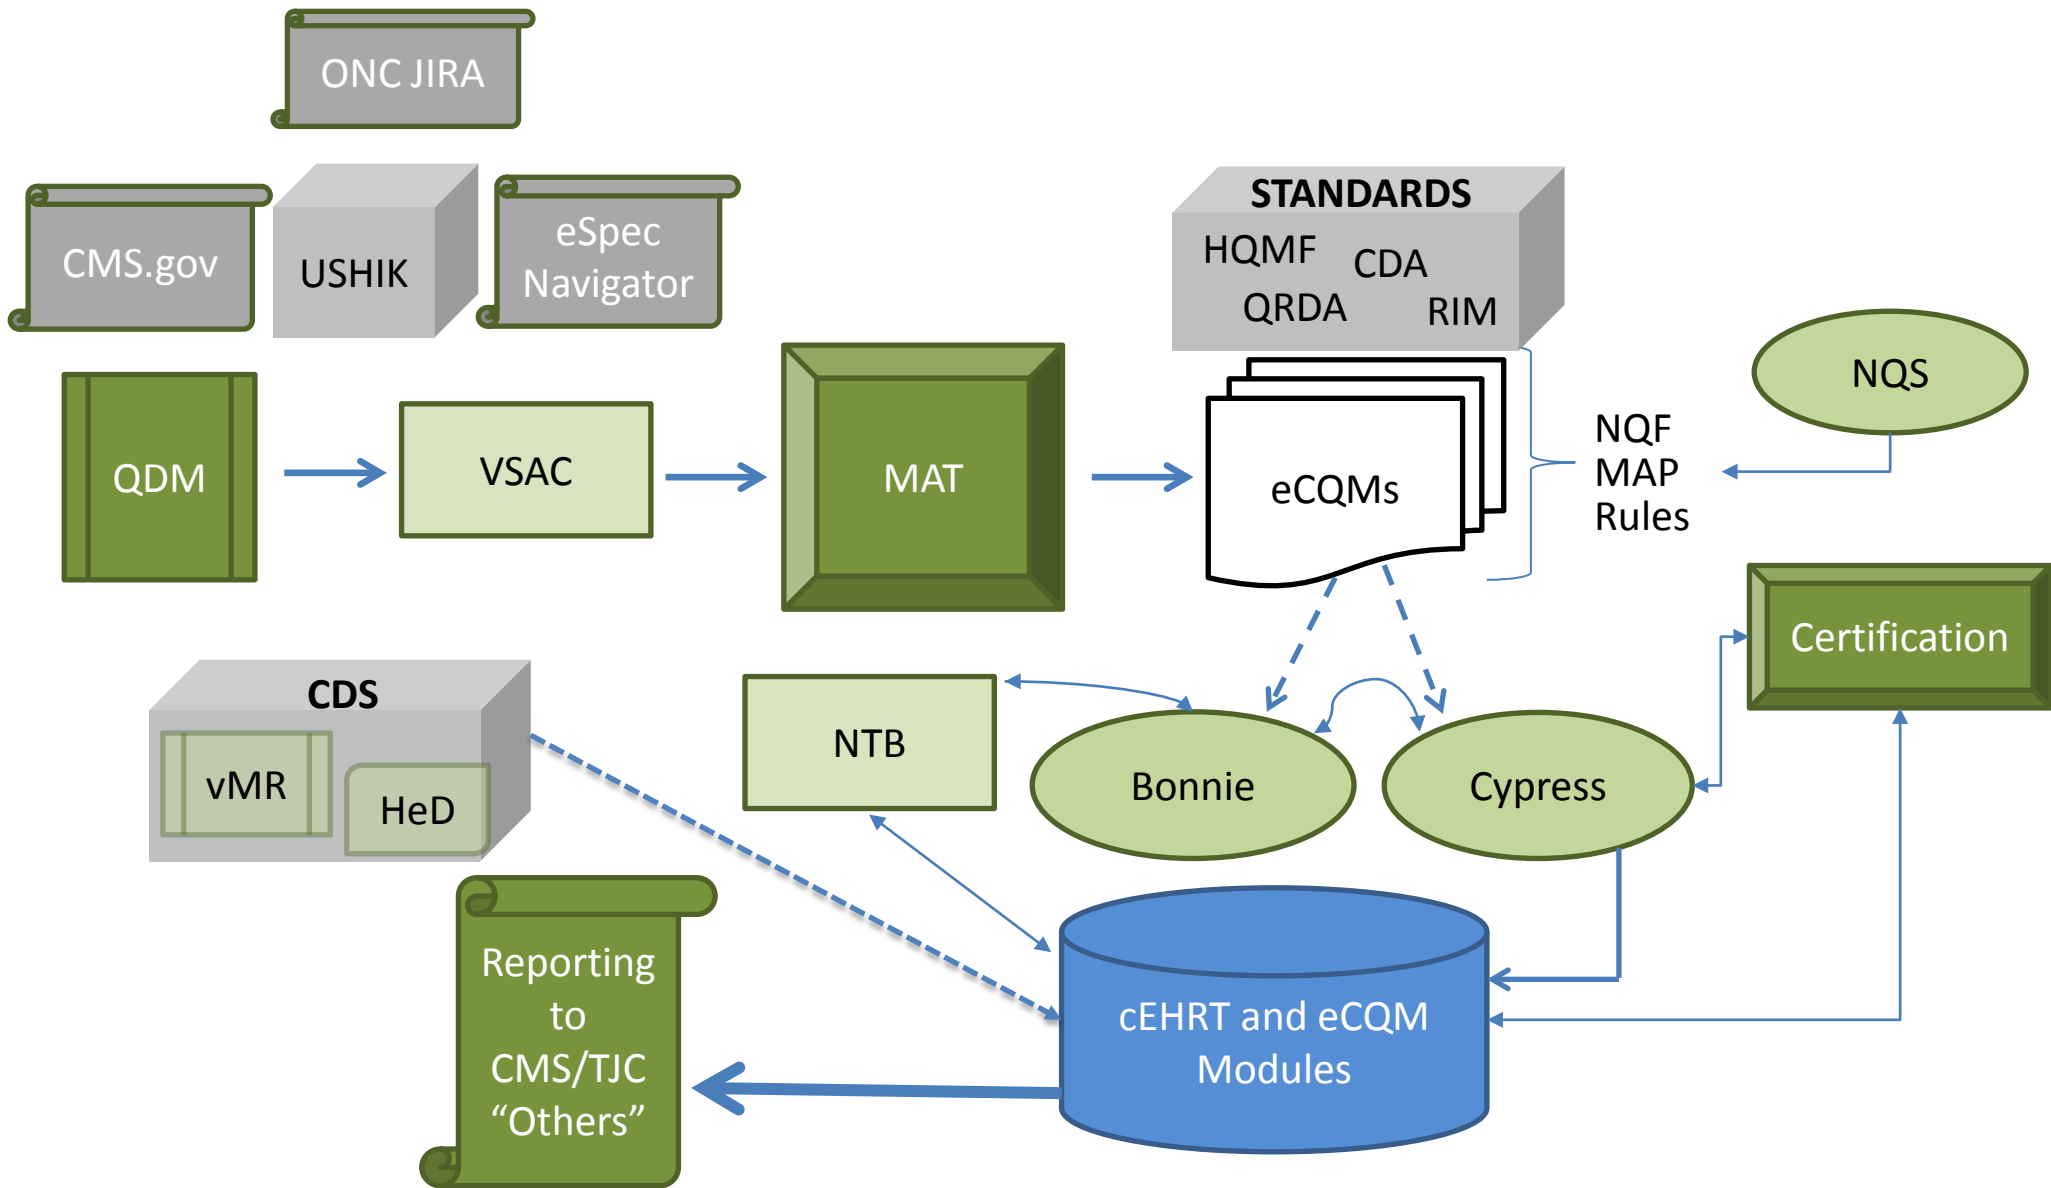 ONC JIRA
CMS.gov
USHIK
eSpec
Navigator
STANDARDS
HQMF
CDA
QRDA
RIM
QDM
VSAC
MAT
eCQMs
NQF
MAP
Rules
NQS
Certification
CDS
vMR
HeD
NTB
Bonnie
Cypress
Reporting
to
CMS/TJC
“Others”
cEHRT and eCQM
Modules